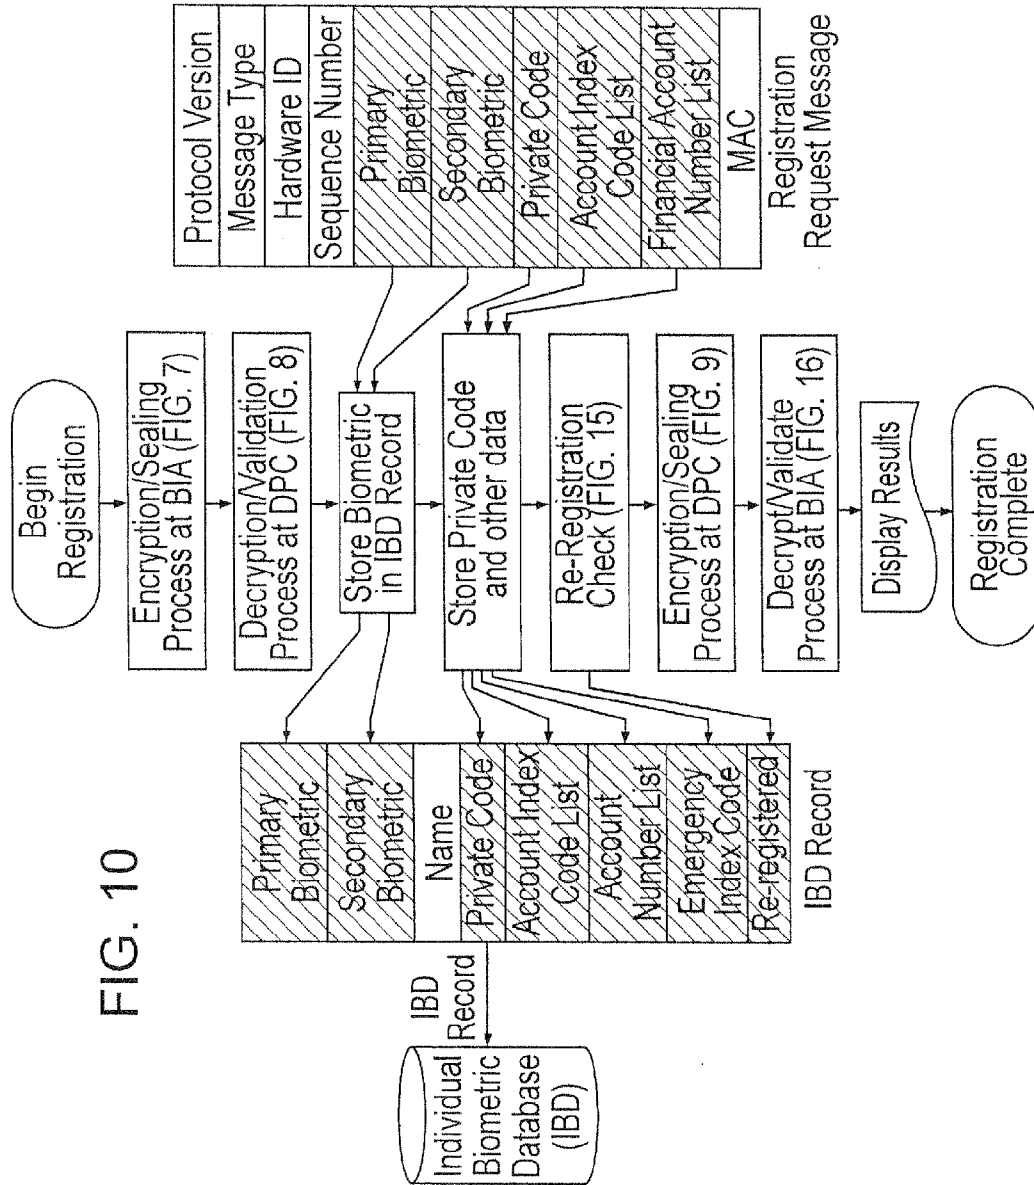 FIG. 10
Begin
Registration
Encryption/Sealing
Process at BIA (FIG. 7)
Decryption/Validation
Process at DPC (FIG. 8)
Store Biometric
in IBD Record
Store Private Code
and other data
Re-Registration
Check (FIG. 15)
Encryption/Sealing
Process at DPC (FIG. 9)
Decrypt/Validate
Process at BIA (FIG. 16)
Display Results
Registration
Complete
Protocol Version
Message Type
Hardware ID
Sequence Number
Primary
Biometric
Secondary
Biometric
Private Code
Account Index
Code List
Financial Account
Number List
MAC
Registration
Request Message
Primary
Biometric
Secondary
Biometric
Name
Private Code
Account Index
Code List
Account
Number List
Emergency
Index Code
Re-registered
IBD Record
IBD
Record
Individual
Biometric
Database
(IBD)